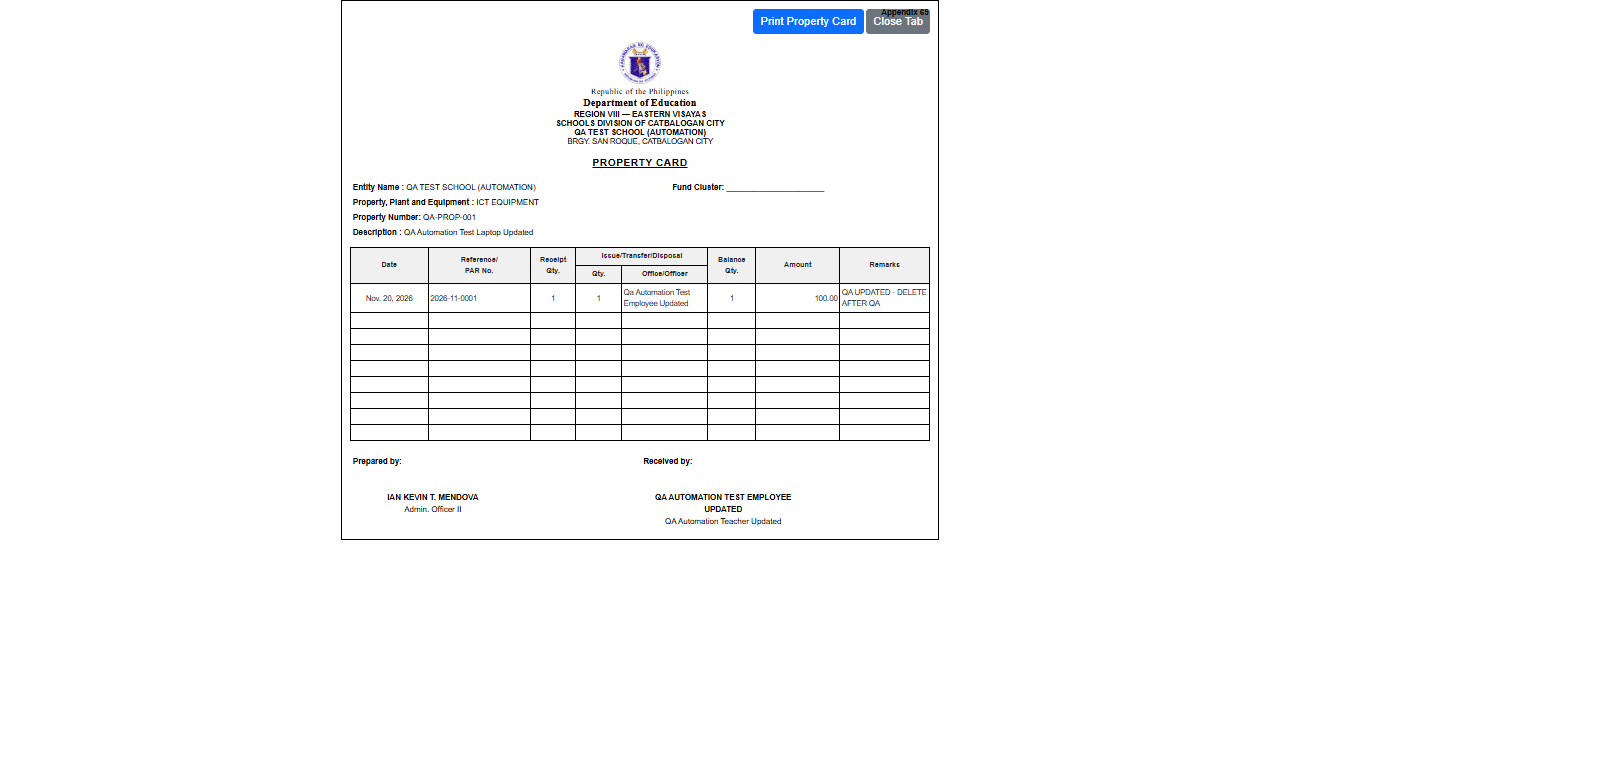 Appendix 69
Print Property Card Close Tab
KAGAWARAN NG EDUKASYON
Republic of the Philippines
Department of Education
REGION VIII — EASTERN VISAYAS
SCHOOLS DIVISION OF CATBALOGAN CITY
QA TEST SCHOOL (AUTOMATION)
BRGY. SAN ROQUE, CATBALOGAN CITY
PROPERTY CARD
Entity Name : QA TEST SCHOOL (AUTOMATION) Fund Cluster: ____________________
Property, Plant and Equipment : ICT EQUIPMENT
Property Number: QA-PROP-001
Description : QA Automation Test Laptop Updated
Date Reference/ PAR No. Receipt Qty. Issue/Transfer/Disposal Balance Qty. Amount Remarks
Qty. Office/Officer
Nov. 20, 2026 2026-11-0001 1 1 Qa Automation Test Employee Updated 1 100.00 QA UPDATED - DELETE AFTER QA
Prepared by: Received by:
IAN KEVIN T. MENDOVA QA AUTOMATION TEST EMPLOYEE
UPDATED
Admin. Officer II QA Automation Teacher Updated